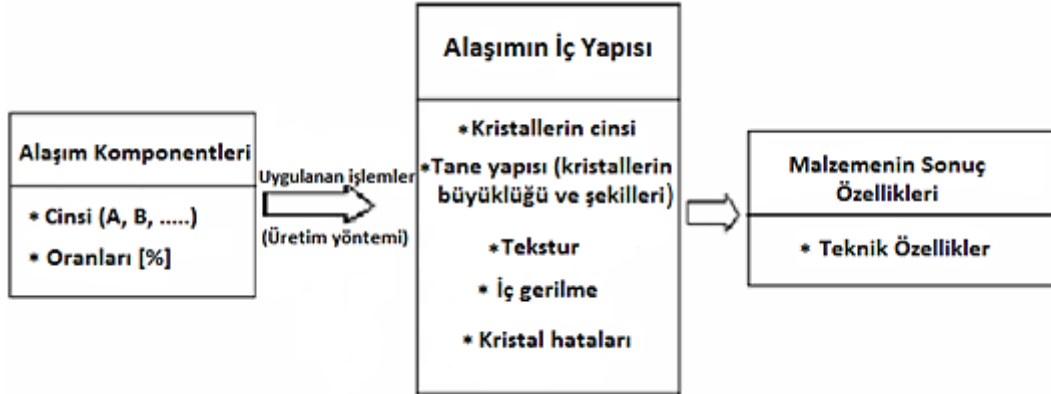 Alaşım Komponentleri
* Cinsi (A, B, .....)
* Oranları [%]
Uygulanan işlemler
(Üretim yöntemi)
Alaşımın İç Yapısı
*Kristallerin cinsi
*Tane yapısı (kristallerin
büyüklüğü ve şekilleri)
*Tekstur
* İç gerilme
* Kristal hataları
Malzemenin Sonuç
Özellikleri
* Teknik Özellikler